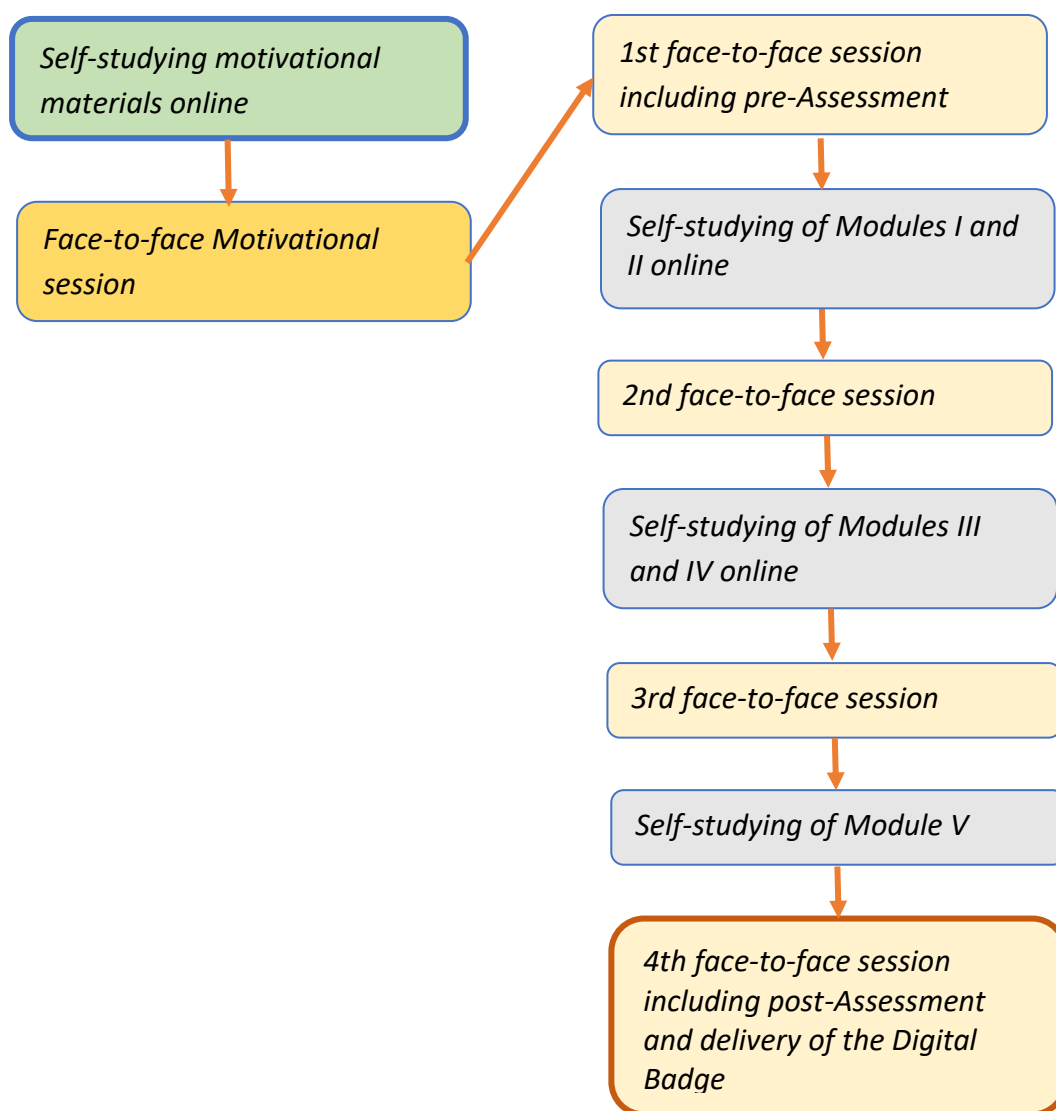 Self-studying motivational
materials online
Face-to-face Motivational
session
1st face-to-face session
including pre-Assessment
Self-studying of Modules I and
II online
2nd face-to-face session
Self-studying of Modules III
and IV online
3rd face-to-face session
Self-studying of Module V
4th face-to-face session
including post-Assessment
and delivery of the Digital
Badge